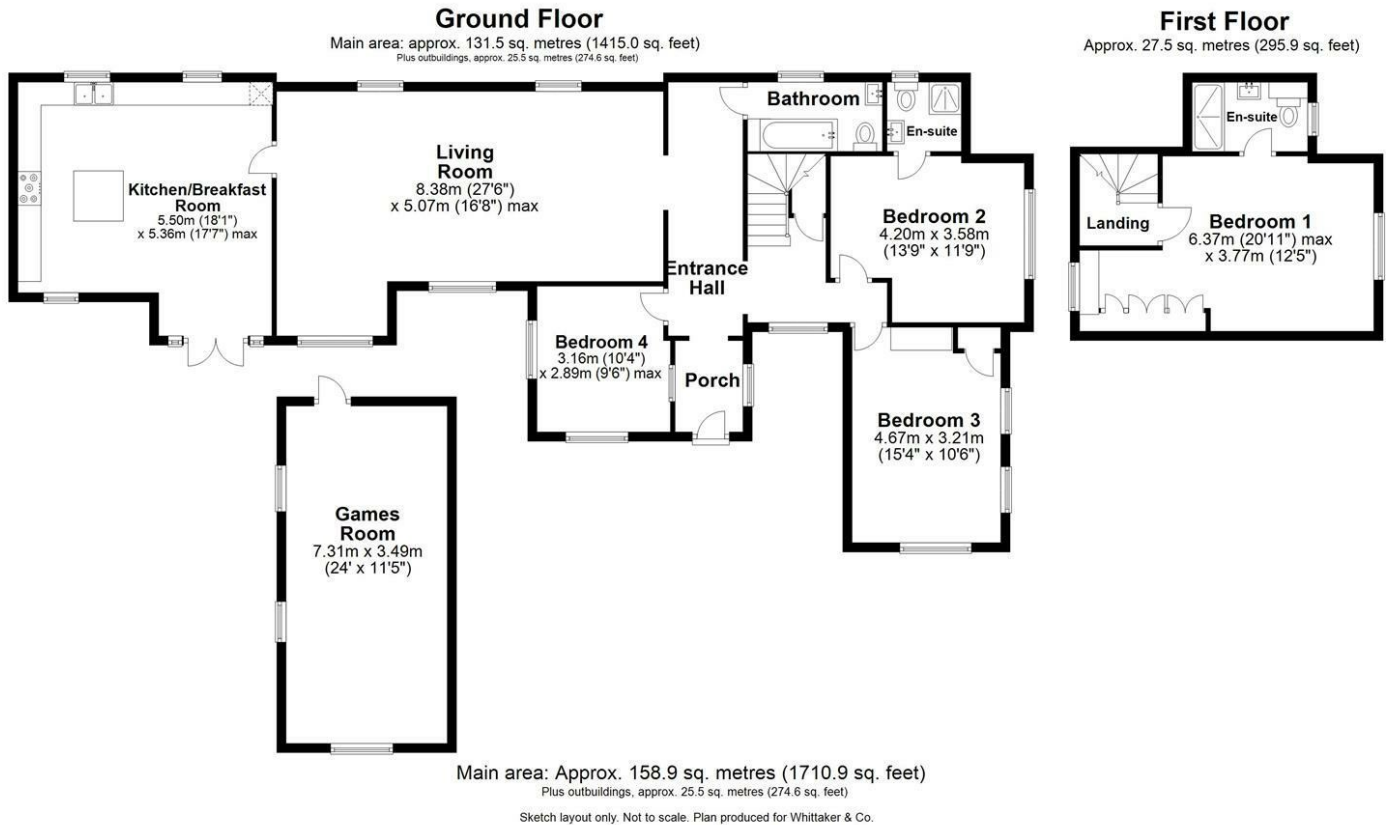 Ground Floor
Main area: approx. 131.5 sq. metres (1415.0 sq. feet)
Plus outbuildings, approx. 25.5 sq. metres (274.6 sq. feet)
First Floor
Approx. 27.5 sq. metres (295.9 sq. feet)
Kitchen/Breakfast
Room
5.50m (18'1")
x 5.36m (17'7") max
Living
Room
8.38m (27'6")
x 5.07m (16'8") max
Bathroom
En-suite
Bedroom 2
4.20m x 3.58m
(13'9" x 11'9")
Entrance
Hall
Bedroom 4
3.16m (10'4")
x 2.89m (9'6") max
Porch
Bedroom 3
4.67m x 3.21m
(15'4" x 10'6")
Games
Room
7.31m x 3.49m
(24' x 11'5")
En-suite
Landing
Bedroom 1
6.37m (20'11") max
x 3.77m (12'5")
Main area: Approx. 158.9 sq. metres (1710.9 sq. feet)
Plus outbuildings, approx. 25.5 sq. metres (274.6 sq. feet)
Sketch layout only. Not to scale. Plan produced for Whittaker & Co.